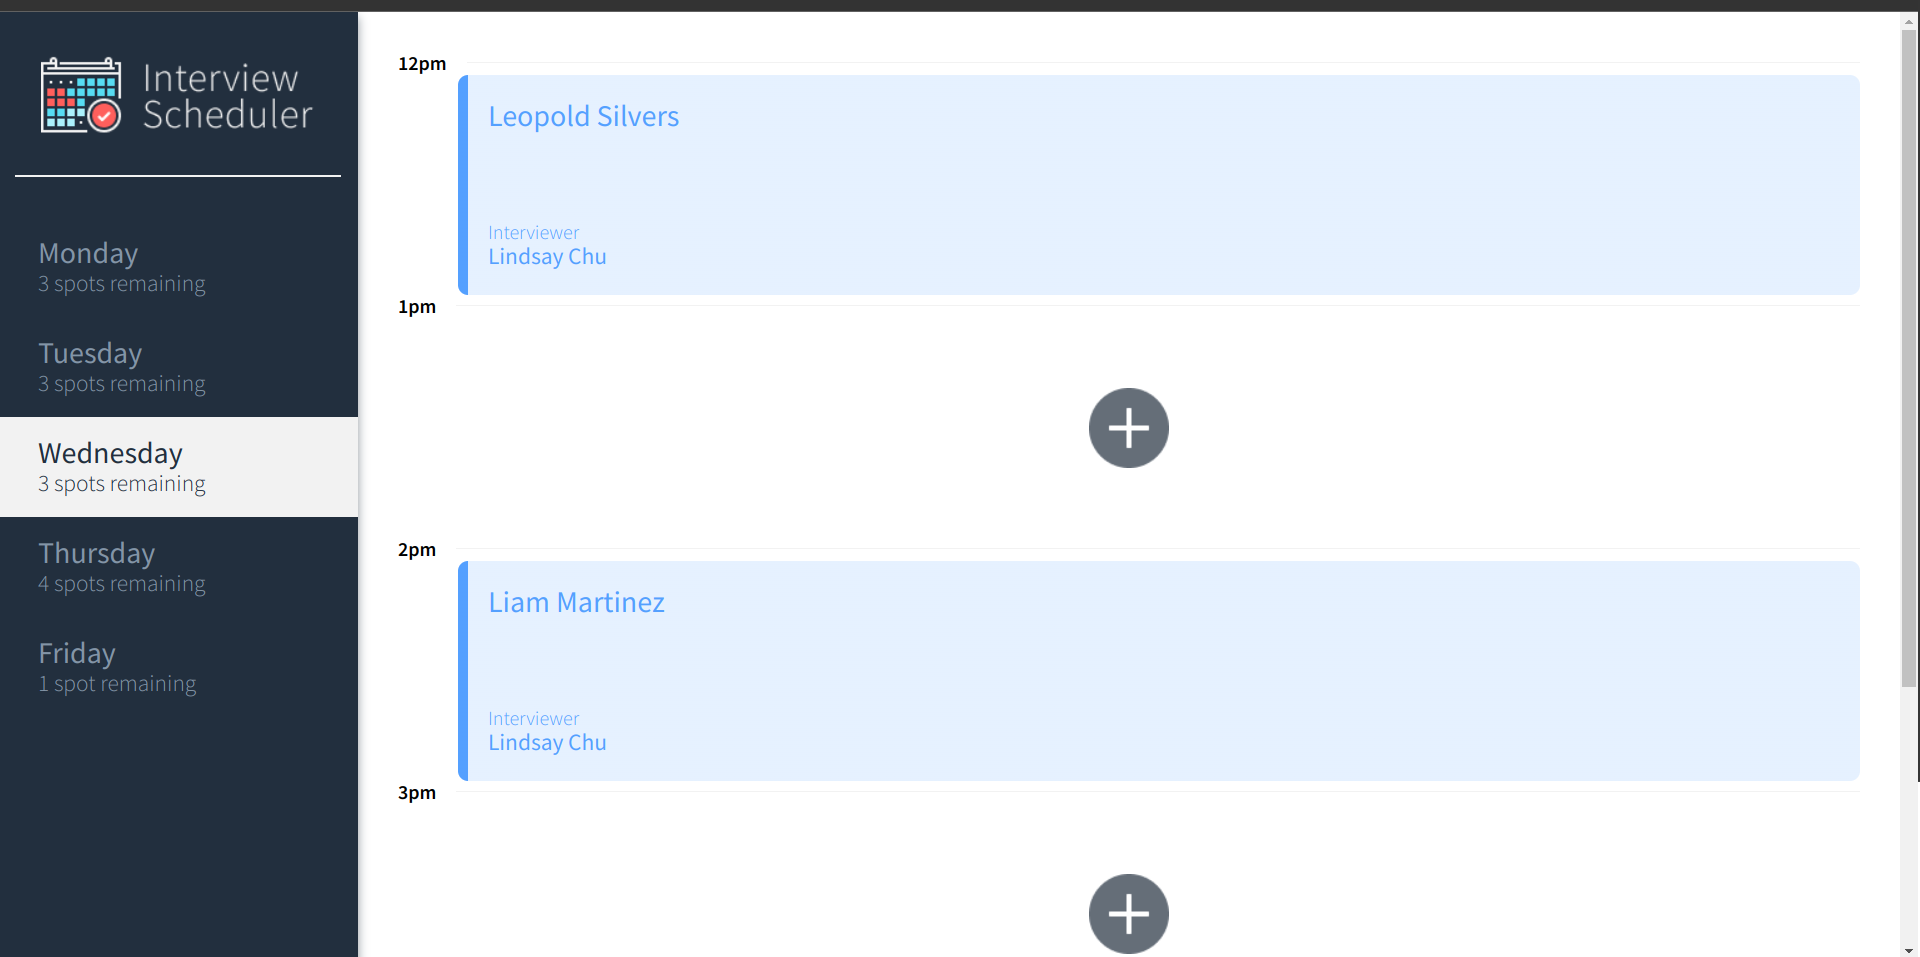 Interview
Scheduler
Monday
3 spots remaining
Tuesday
3 spots remaining
Wednesday
3 spots remaining
Thursday
4 spots remaining
Friday
1 spot remaining
12pm
Leopold Silvers
Interviewer
Lindsay Chu
1pm
2pm
Liam Martinez
Interviewer
Lindsay Chu
3pm